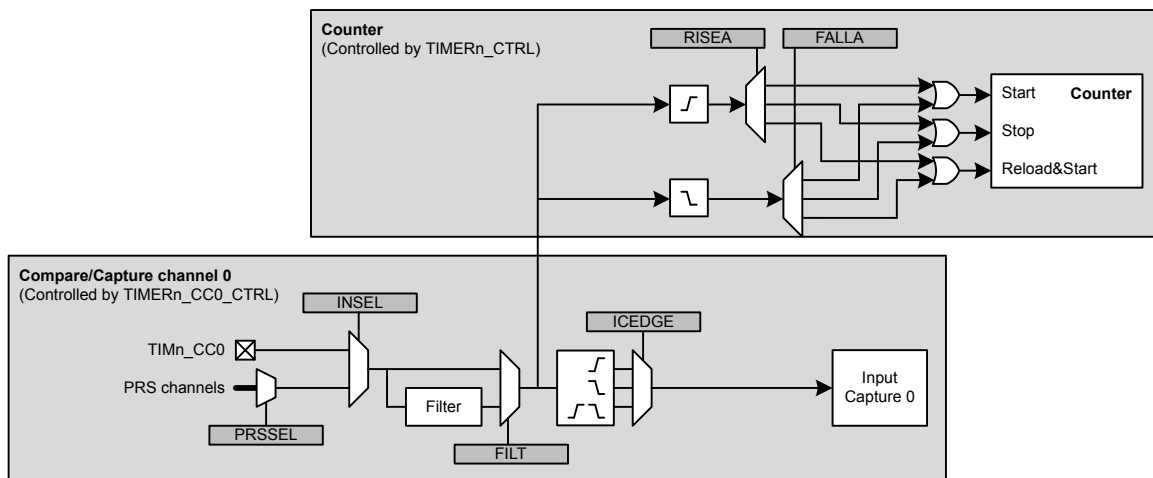 Counter
(Controlled by TIMERn_CTRL)
RISEA
FALLA
Start
Counter
Stop
Reload&Start
Compare/Capture channel 0
(Controlled by TIMERn_CC0_CTRL)
INSEL
ICEDGE
TIMn_CC0
PRS channels
Filter
Input
Capture 0
PRSSEL
FILT